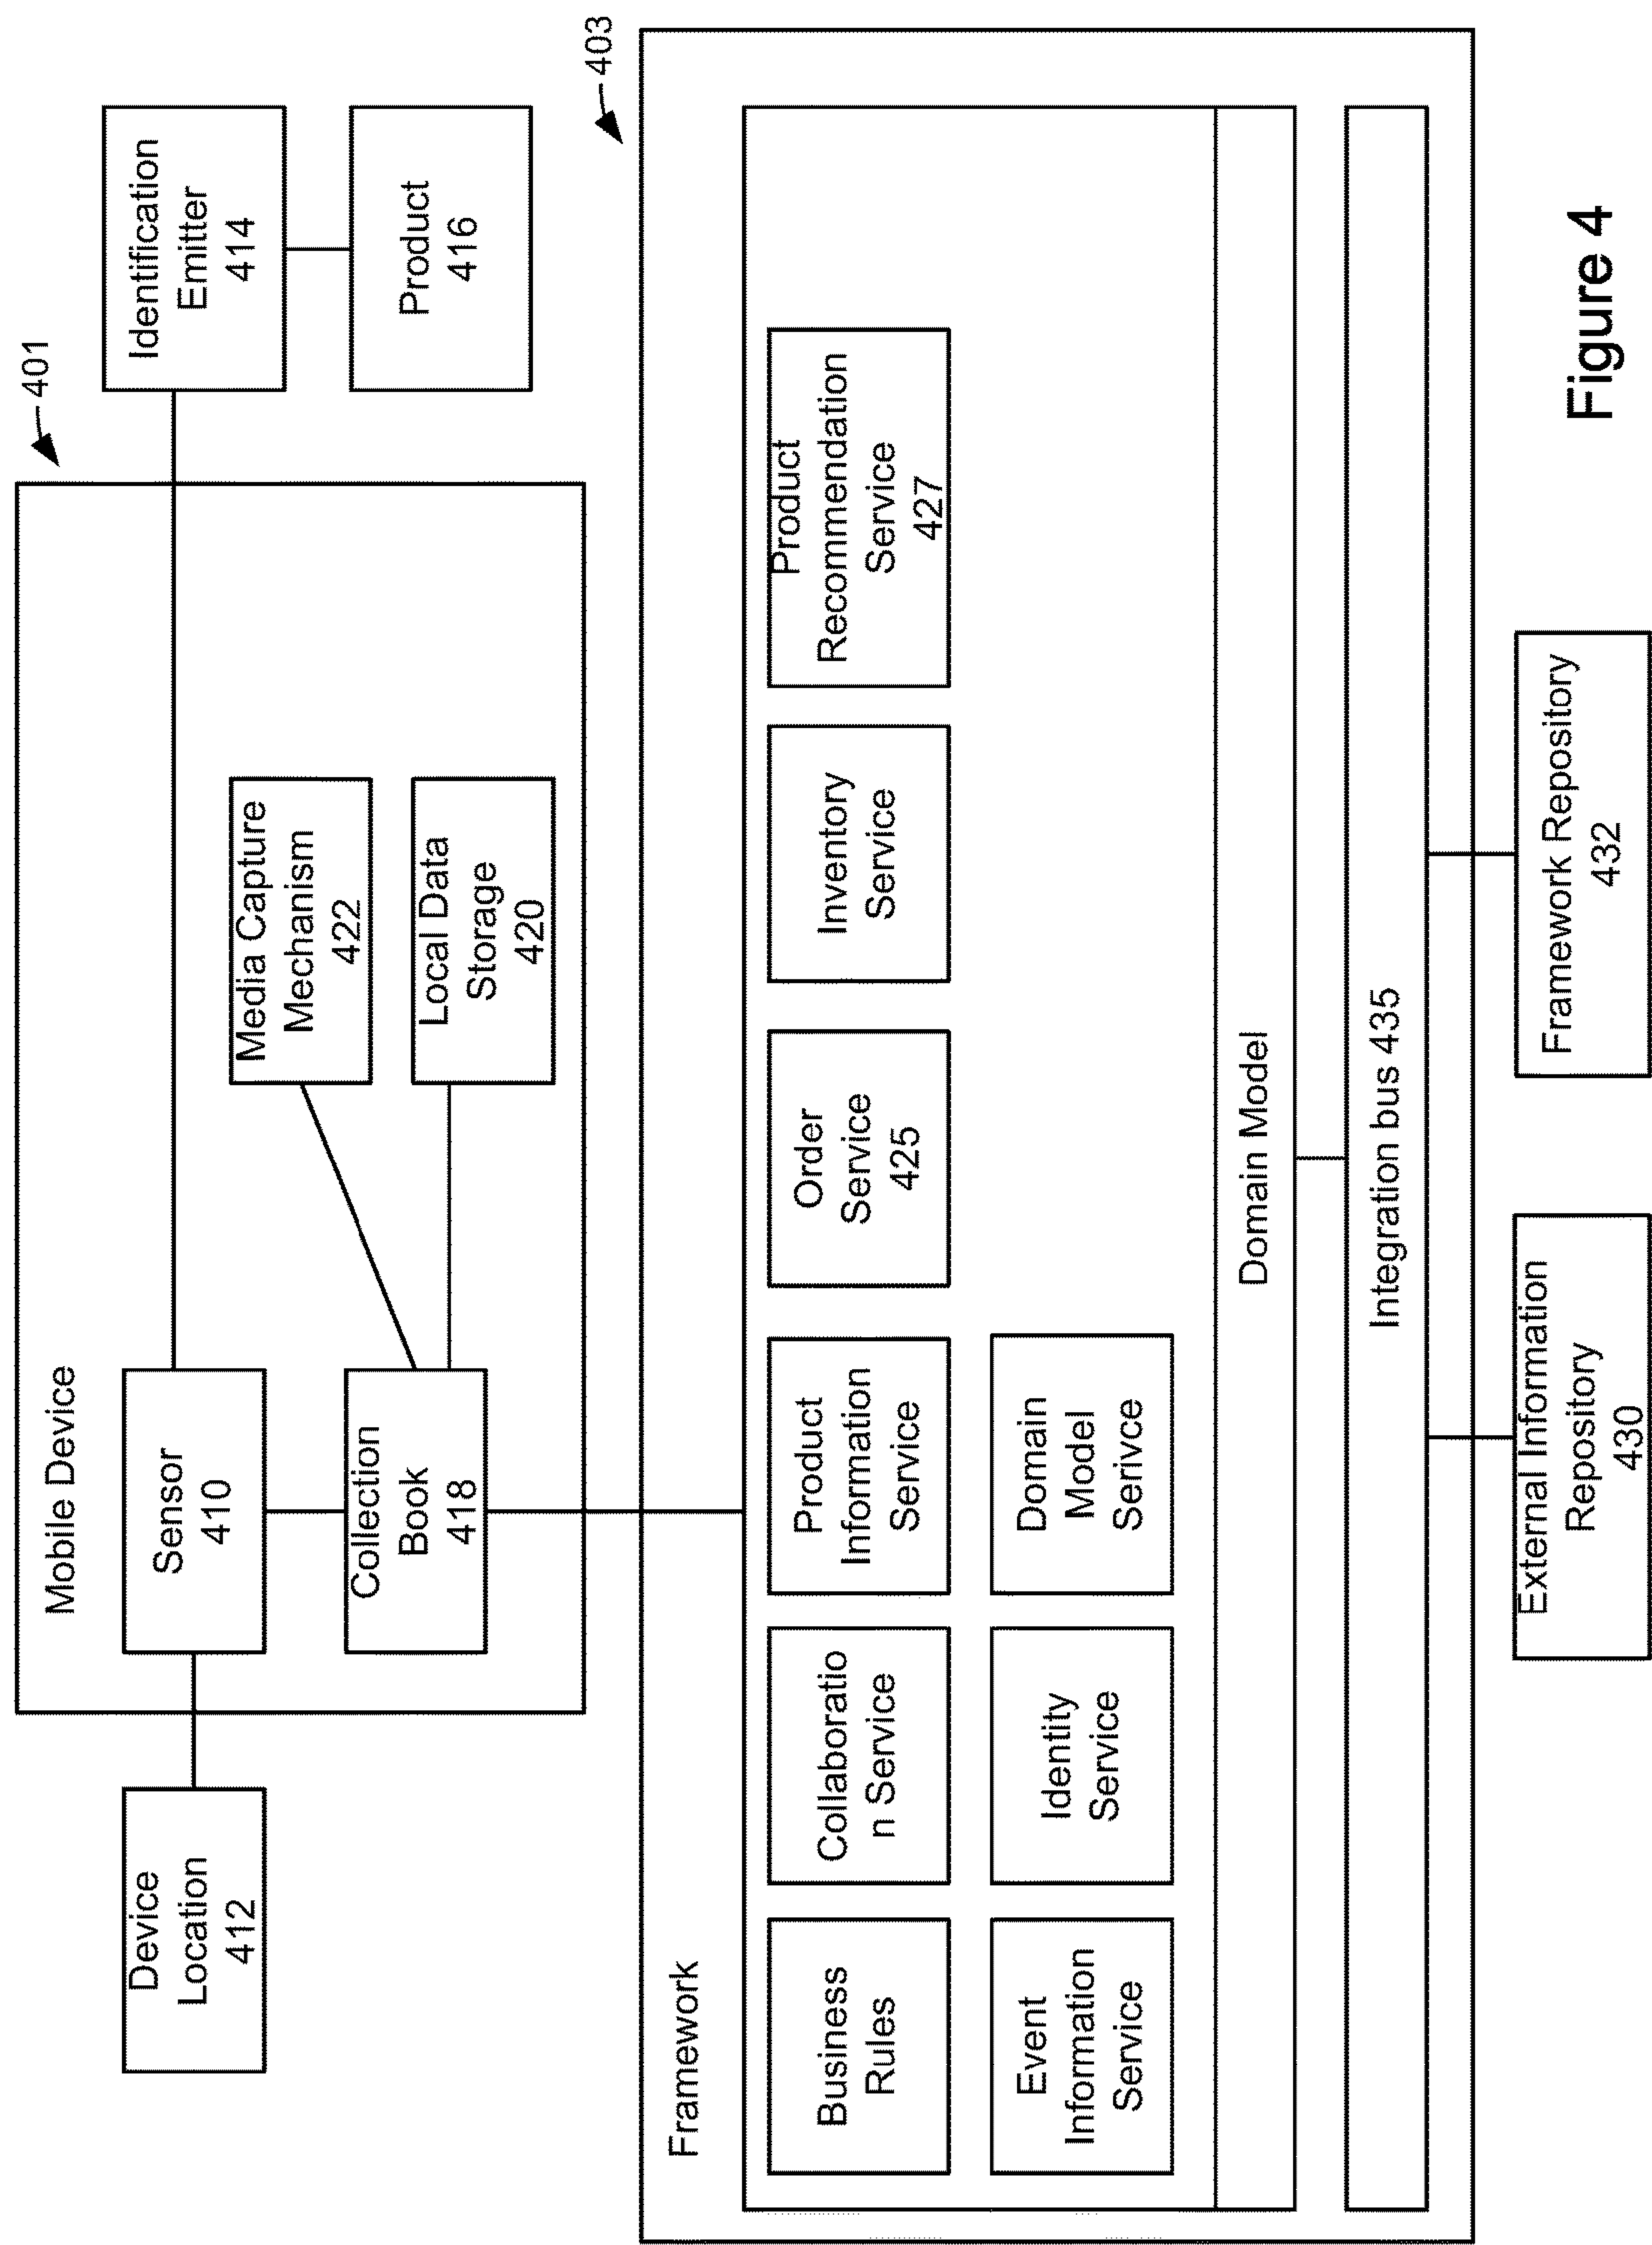 401
Mobile Device
Device
Location
412
Sensor
410
Identification
Emitter
414
Media Capture
Mechanism
422
Collection
Book
418
Local Data
Storage
420
Product
416
403
Framework
Business
Rules
Collaboratio
n Service
Product
Information
Service
Order
Service
425
Inventory
Service
Product
Recommendation
Service
427
Event
Information
Service
Identity
Service
Domain
Model
Serivce
Domain Model
Integration bus 435
External Information
Repository
430
Framework Repository
432
Figure 4